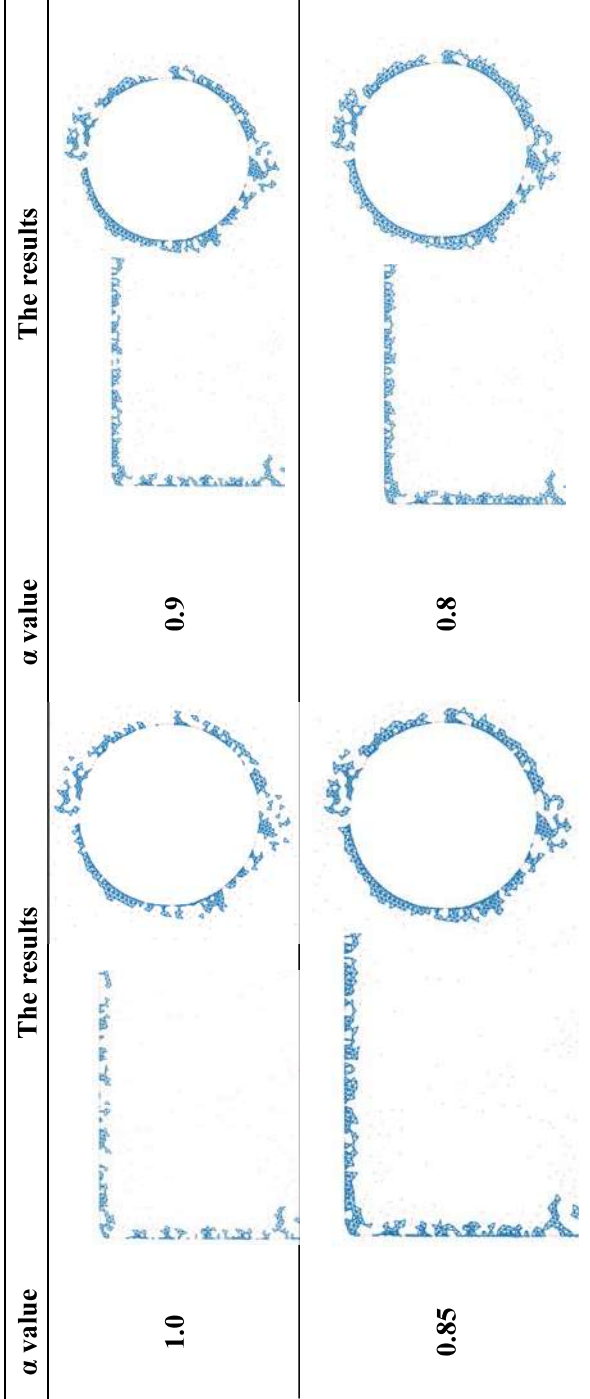 α value The results α value The results
1.0 0.9
0.85 0.8